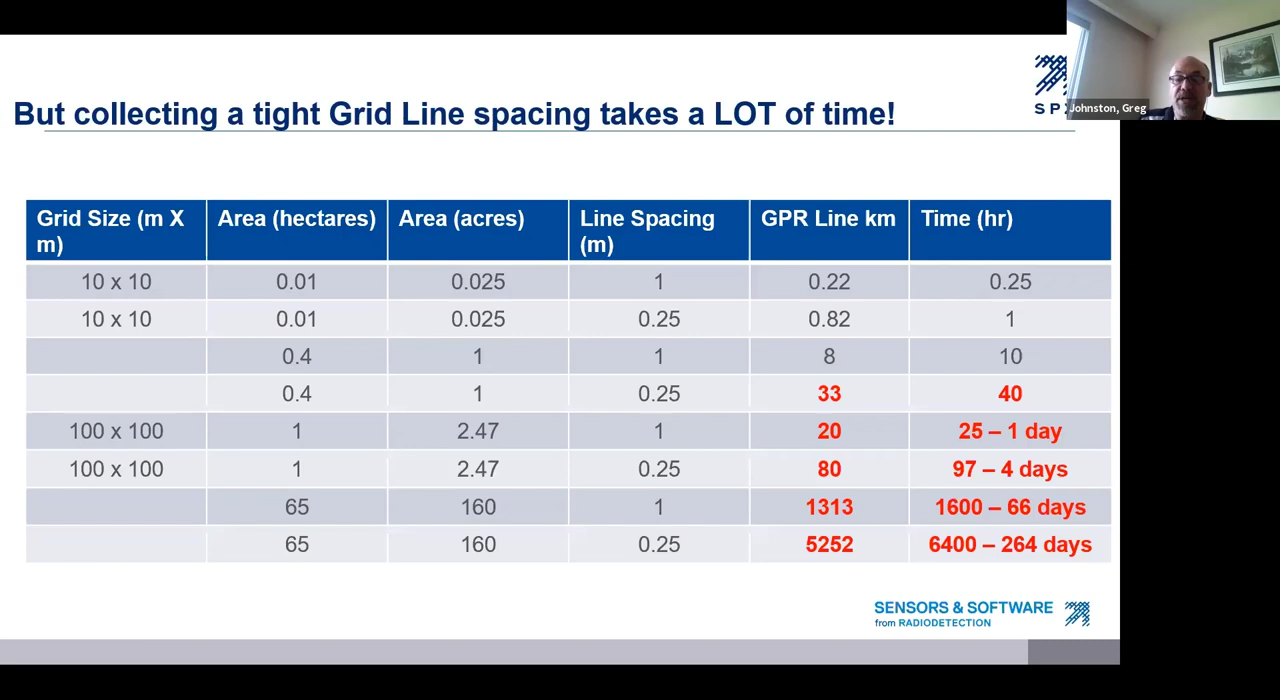 But collecting a tight Grid Line spacing takes a LOT of time!
SPX
Johnston, Greg
Grid Size (m X m) Area (hectares) Area (acres) Line Spacing (m) GPR Line km Time (hr)
10 x 10 0.01 0.025 1 0.22 0.25
10 x 10 0.01 0.025 0.25 0.82 1
0.4 1 1 8 10
0.4 1 0.25 33 40
100 x 100 1 2.47 1 20 25 – 1 day
100 x 100 1 2.47 0.25 80 97 – 4 days
65 160 1 1313 1600 – 66 days
65 160 0.25 5252 6400 – 264 days
SENSORS & SOFTWARE
from RADIODETECTION